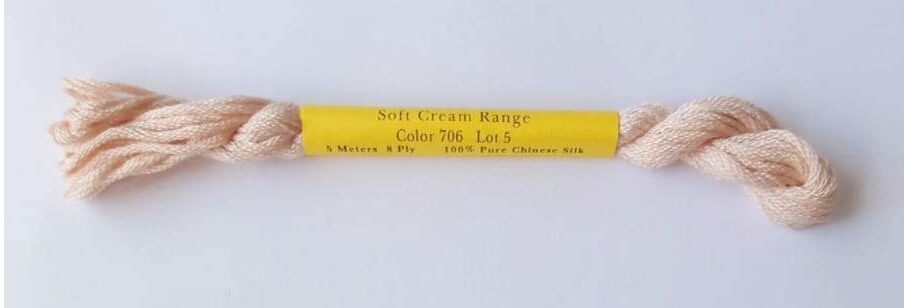 Soft Cream Range
Color 706 Lot 5
5 Meters 8 Ply 100% Pure Chinese Silk